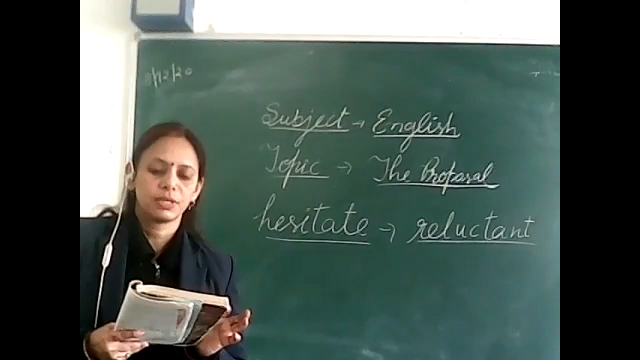 Subject → English
Topic → The Proposal
hesitate → reluctant